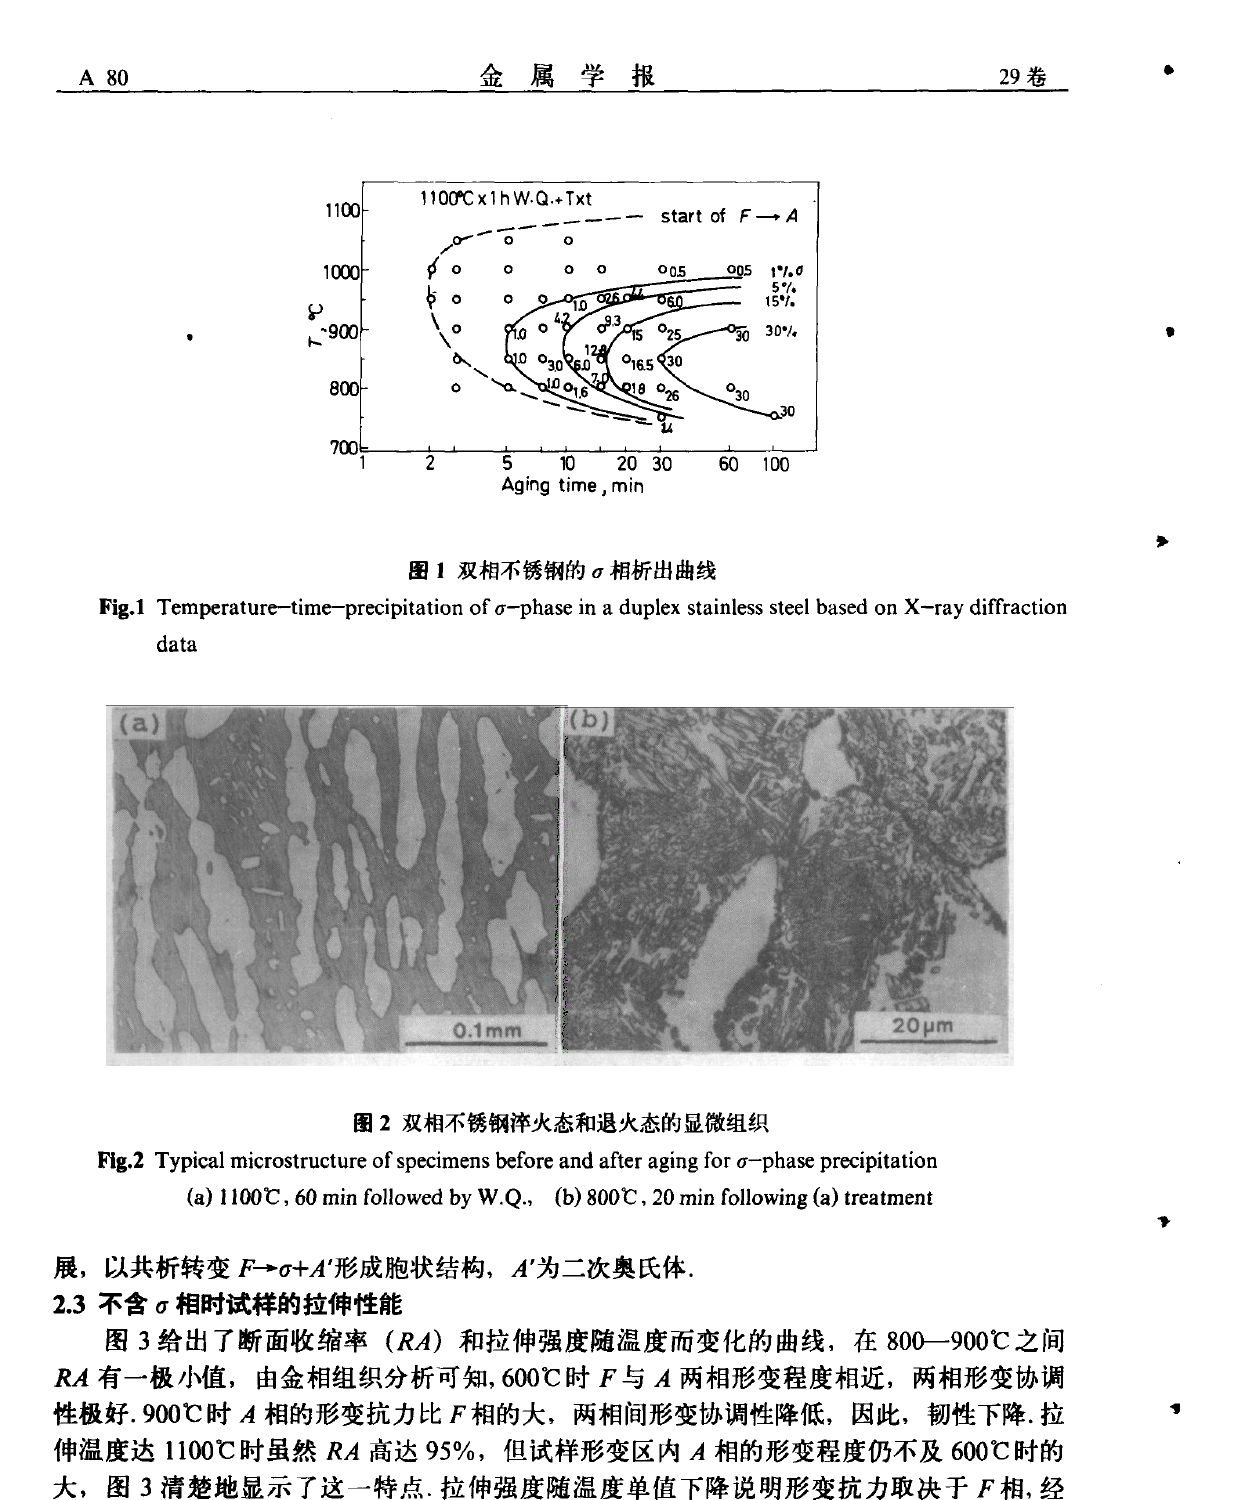 A 80 金 属 学 报 29 卷
1100°C x 1 h W.Q. + Txt
start of F → A
1100
1000
900
800
700
T, °C
0.5 0.5 1% σ
5%
15%
30%
1.0 2.6 4.4 6.0
1.0 4.2 9.3 15 25 30
1.0 3.0 6.0 12.8 16.5 30
1.0 1.6 7.0 18 26 30
30
1 2 5 10 20 30 60 100
Aging time, min
图 1 双相不锈钢的 σ 相析出曲线
Fig.1 Temperature—time—precipitation of σ—phase in a duplex stainless steel based on X—ray diffraction
data
(a) (b)
0.1mm 20μm
图 2 双相不锈钢淬火态和退火态的显微组织
Fig.2 Typical microstructure of specimens before and after aging for σ—phase precipitation
(a) 1100℃, 60 min followed by W.Q., (b) 800℃, 20 min following (a) treatment
展，以共析转变 F→σ+A′形成胞状结构，A′为二次奥氏体.
2.3 不含 σ 相时试样的拉伸性能
图 3 给出了断面收缩率（RA）和拉伸强度随温度而变化的曲线，在 800—900℃之间
RA 有一极小值，由金相组织分析可知, 600℃时 F 与 A 两相形变程度相近，两相形变协调
性极好. 900℃时 A 相的形变抗力比 F 相的大，两相间形变协调性降低，因此，韧性下降. 拉
伸温度达 1100℃时虽然 RA 高达 95%，但试样形变区内 A 相的形变程度仍不及 600℃时的
大，图 3 清楚地显示了这一特点. 拉伸强度随温度单值下降说明形变抗力取决于 F 相, 经